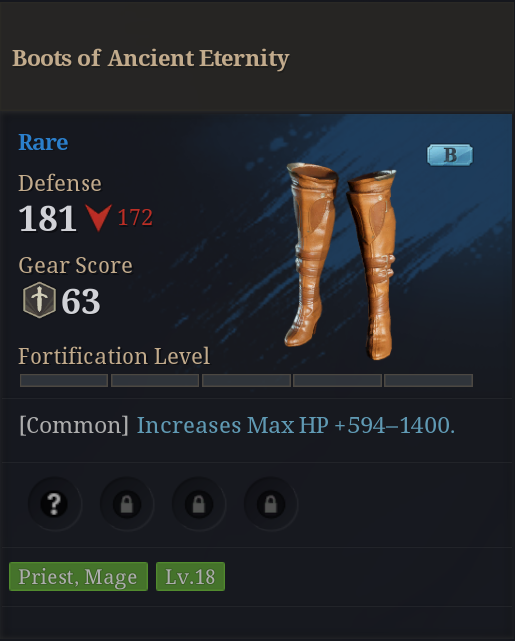 Boots of Ancient Eternity
Rare
B
Defense
181 172
Gear Score
63
Fortification Level
[Common] Increases Max HP +594–1400.
?
Priest, Mage Lv.18